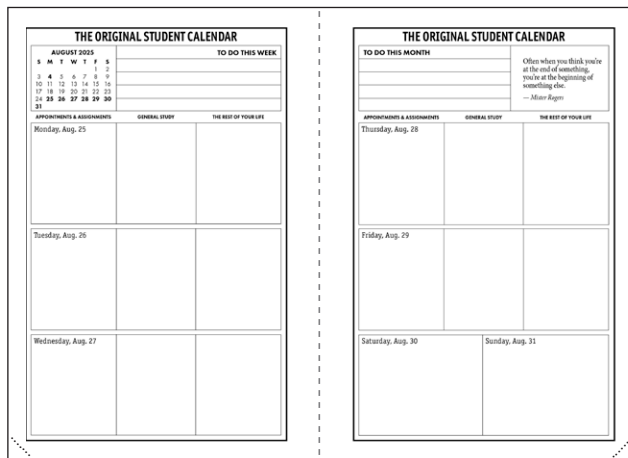 THE ORIGINAL STUDENT CALENDAR
AUGUST 2025
S M T W T F S
1 2
3 4 5 6 7 8 9
10 11 12 13 14 15 16
17 18 19 20 21 22 23
24 25 26 27 28 29 30
31
TO DO THIS WEEK
APPOINTMENTS & ASSIGNMENTS GENERAL STUDY THE REST OF YOUR LIFE
Monday, Aug. 25
Tuesday, Aug. 26
Wednesday, Aug. 27
THE ORIGINAL STUDENT CALENDAR
TO DO THIS MONTH
Often when you think you're
at the end of something,
you're at the beginning of
something else.
— Mister Rogers
APPOINTMENTS & ASSIGNMENTS GENERAL STUDY THE REST OF YOUR LIFE
Thursday, Aug. 28
Friday, Aug. 29
Saturday, Aug. 30 Sunday, Aug. 31